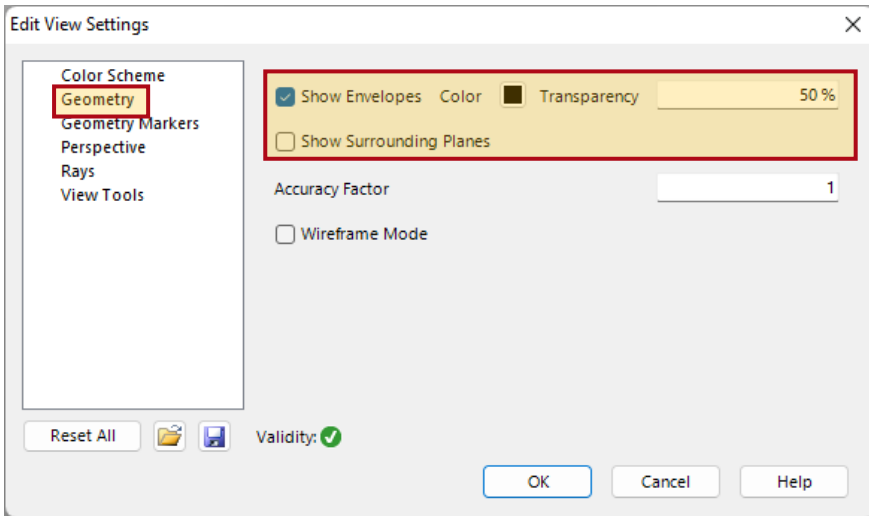 Edit View Settings
Color Scheme
Geometry
Geometry Markers
Perspective
Rays
View Tools
Show Envelopes Color Transparency 50 %
Show Surrounding Planes
Accuracy Factor 1
Wireframe Mode
Reset All Validity:
OK Cancel Help